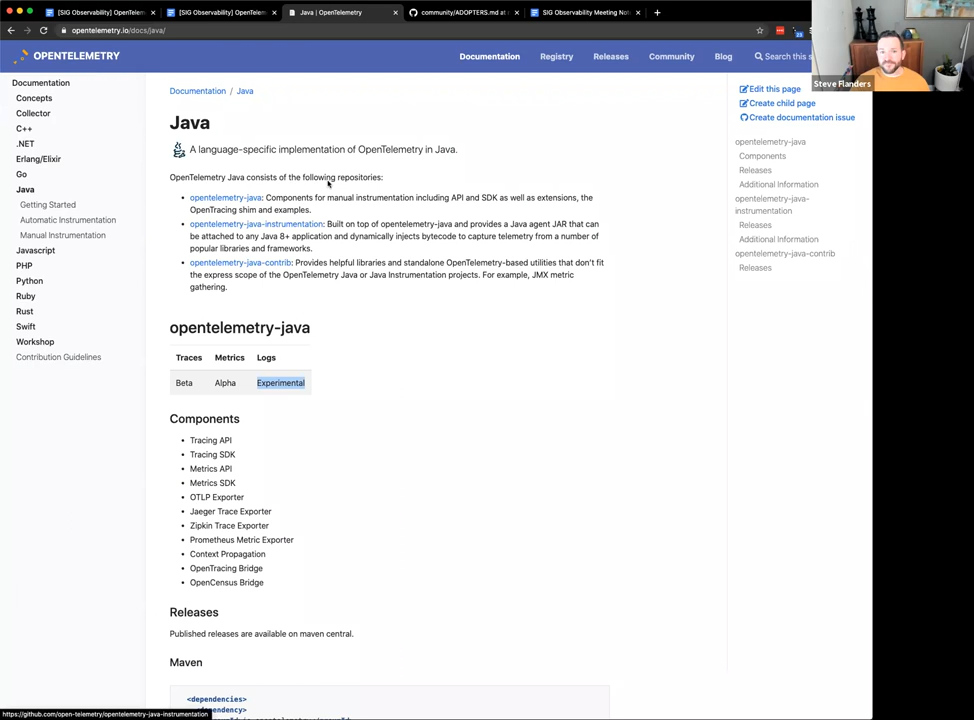 [SIG Observability] OpenTelem
[SIG Observability] OpenTelem
Java | OpenTelemetry
community/ADOPTERS.md at
SIG Observability Meeting Not
opentelemetry.io/docs/java/
OPENTELEMETRY
Documentation
Registry
Releases
Community
Blog
Search this s
Steve Flanders
Documentation
Concepts
Collector
C++
.NET
Erlang/Elixir
Go
Java
Getting Started
Automatic Instrumentation
Manual Instrumentation
Javascript
PHP
Python
Ruby
Rust
Swift
Workshop
Contribution Guidelines
Documentation / Java
Java
A language-specific implementation of OpenTelemetry in Java.
OpenTelemetry Java consists of the following repositories:
• opentelemetry-java: Components for manual instrumentation including API and SDK as well as extensions, the
OpenTracing shim and examples.
• opentelemetry-java-instrumentation: Built on top of opentelemetry-java and provides a Java agent JAR that can
be attached to any Java 8+ application and dynamically injects bytecode to capture telemetry from a number of
popular libraries and frameworks.
• opentelemetry-java-contrib: Provides helpful libraries and standalone OpenTelemetry-based utilities that don't fit
the express scope of the OpenTelemetry Java or Java Instrumentation projects. For example, JMX metric
gathering.
opentelemetry-java
Traces Metrics Logs
Beta Alpha Experimental
Components
• Tracing API
• Tracing SDK
• Metrics API
• Metrics SDK
• OTLP Exporter
• Jaeger Trace Exporter
• Zipkin Trace Exporter
• Prometheus Metric Exporter
• Context Propagation
• OpenTracing Bridge
• OpenCensus Bridge
Releases
Published releases are available on maven central.
Maven
<dependencies>
<dependency>
Edit this page
Create child page
Create documentation issue
opentelemetry-java
Components
Releases
Additional Information
opentelemetry-java-
instrumentation
Releases
Additional Information
opentelemetry-java-contrib
Releases
https://github.com/open-telemetry/opentelemetry-java-instrumentation